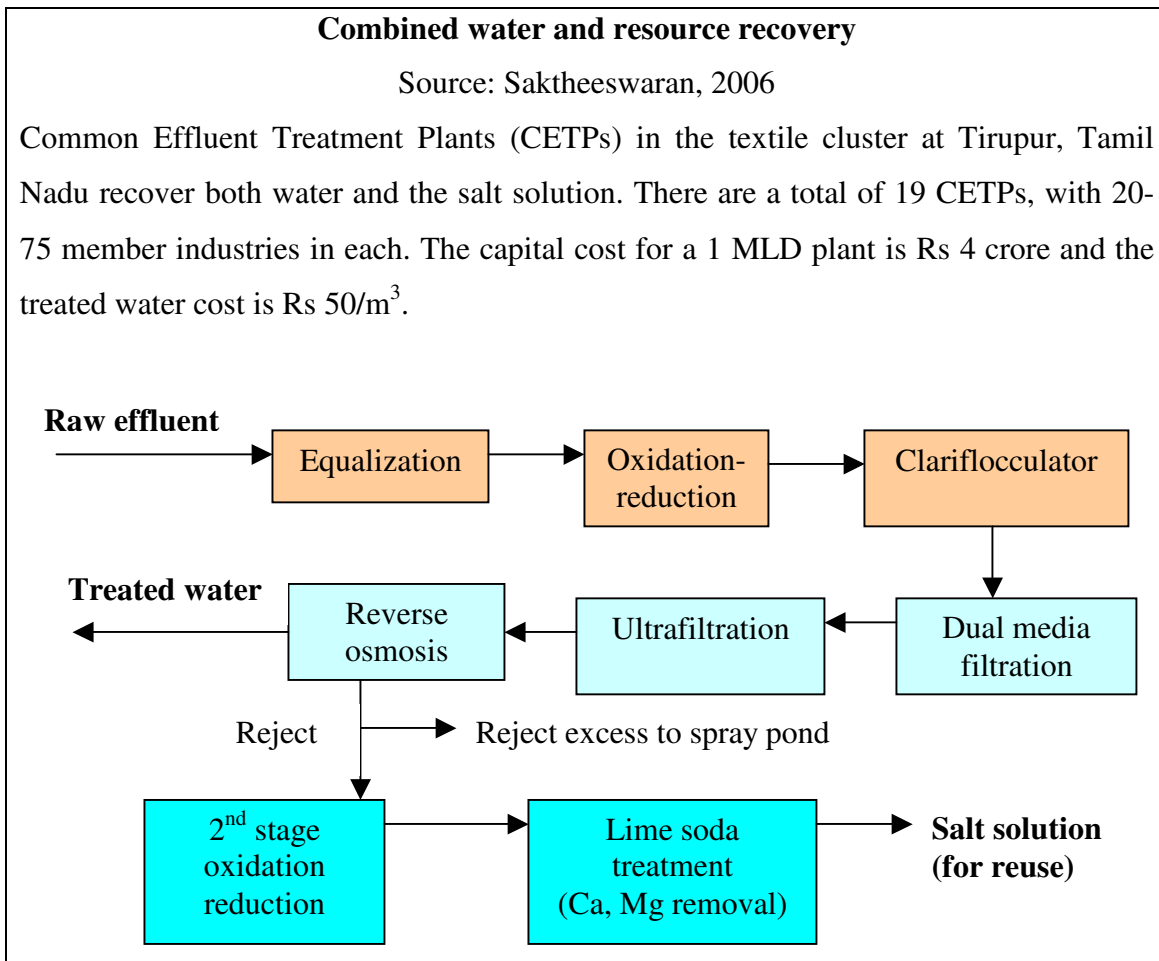 Combined water and resource recovery
Source: Saktheeswaran, 2006
Common Effluent Treatment Plants (CETPs) in the textile cluster at Tirupur, Tamil
Nadu recover both water and the salt solution. There are a total of 19 CETPs, with 20-
75 member industries in each. The capital cost for a 1 MLD plant is Rs 4 crore and the
treated water cost is Rs 50/m³.
Raw effluent
Equalization
Oxidation-
reduction
Clariflocculator
Treated water
Reverse
osmosis
Ultrafiltration
Dual media
filtration
Reject
Reject excess to spray pond
2nd stage
oxidation
reduction
Lime soda
treatment
(Ca, Mg removal)
Salt solution
(for reuse)